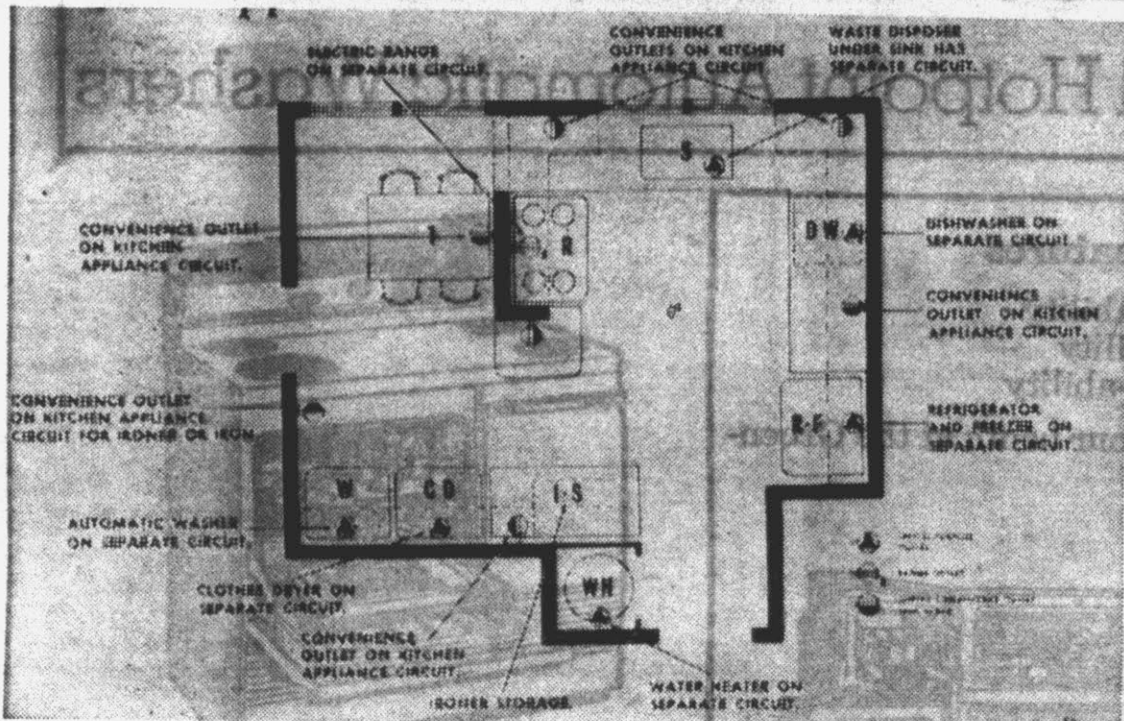 ELECTRIC RANGE
ON SEPARATE CIRCUIT.
CONVENIENCE
OUTLETS ON KITCHEN
APPLIANCE CIRCUIT
WASTE DISPOSER
UNDER SINK HAS
SEPARATE CIRCUIT.
Hotpoint Automatic Washers
S
CONVENIENCE OUTLET
ON KITCHEN
APPLIANCE CIRCUIT.
T
R
D W
DISHWASHER ON
SEPARATE CIRCUIT.
CONVENIENCE
OUTLET ON KITCHEN
APPLIANCE CIRCUIT.
CONVENIENCE OUTLET
ON KITCHEN APPLIANCE
CIRCUIT FOR IRONER OR IRON
R-F
REFRIGERATOR
AND FREEZER ON
SEPARATE CIRCUIT.
W
C D
I-S
AUTOMATIC WASHER
ON SEPARATE CIRCUIT.
CLOTHES DRYER ON
SEPARATE CIRCUIT.
WH
CONVENIENCE
OUTLET ON KITCHEN
APPLIANCE CIRCUIT.
IRONER STORAGE.
WATER HEATER ON
SEPARATE CIRCUIT.